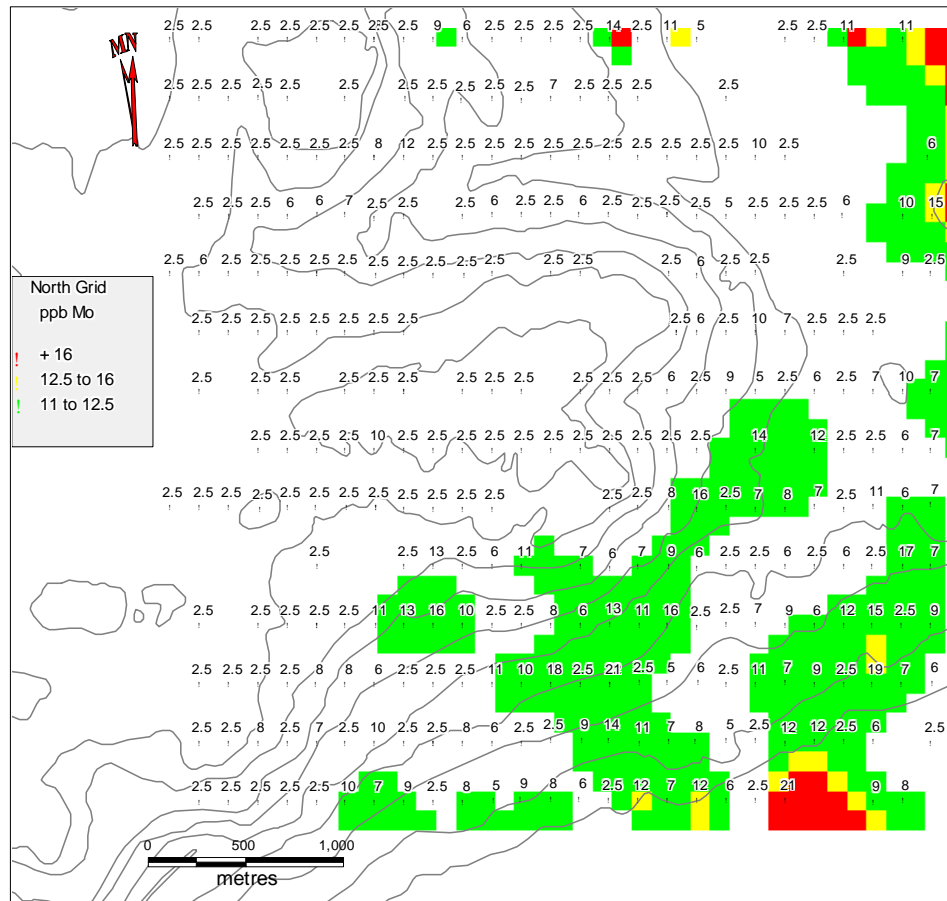 2.5 2.5 2.5 2.5 2.5 2.5 2.5 2.5 2.5 9 6 2.5 2.5 2.5 2.5 14 2.5 11 5 2.5 2.5 11 11
MN
N
2.5 2.5 2.5 2.5 2.5 2.5 2.5 2.5 2.5 2.5 2.5 2.5 7 2.5 2.5 2.5 2.5
2.5 2.5 2.5 2.5 2.5 2.5 2.5 8 12 2.5 2.5 2.5 2.5 2.5 2.5 2.5 2.5 2.5 2.5 2.5 10 2.5 6
2.5 2.5 2.5 6 6 7 2.5 2.5 2.5 6 2.5 2.5 6 2.5 2.5 2.5 2.5 5 2.5 2.5 2.5 6 10 15
2.5 6 2.5 2.5 2.5 2.5 2.5 2.5 2.5 2.5 2.5 2.5 2.5 2.5 2.5 6 2.5 2.5 2.5 9 2.5
North Grid
ppb Mo
! + 16
! 12.5 to 16
! 11 to 12.5
2.5 2.5 2.5 2.5 2.5 2.5 2.5 2.5 2.5 6 2.5 10 7 2.5 2.5 2.5
2.5 2.5 2.5 2.5 2.5 2.5 2.5 2.5 2.5 2.5 2.5 2.5 6 2.5 9 5 2.5 6 2.5 7 10 7
2.5 2.5 2.5 2.5 10 2.5 2.5 2.5 2.5 2.5 2.5 2.5 2.5 2.5 2.5 2.5 14 12 2.5 2.5 6 7
2.5 2.5 2.5 2.5 2.5 2.5 2.5 2.5 2.5 2.5 2.5 2.5 2.5 2.5 8 16 2.5 7 8 7 2.5 11 6 7
2.5 2.5 13 2.5 6 11 7 6 7 9 6 2.5 2.5 6 2.5 6 2.5 17 7
2.5 2.5 2.5 2.5 2.5 11 13 16 10 2.5 2.5 8 6 13 11 16 2.5 2.5 7 9 6 12 15 2.5 9
2.5 2.5 2.5 2.5 8 8 6 2.5 2.5 2.5 11 10 18 2.5 21 2.5 5 6 2.5 11 7 9 2.5 19 7 6
2.5 2.5 8 2.5 7 2.5 10 2.5 2.5 8 6 2.5 2.5 9 14 11 7 8 5 2.5 12 12 2.5 6 2.5
2.5 2.5 2.5 2.5 2.5 10 7 9 2.5 8 5 9 8 6 2.5 12 7 12 6 2.5 21 9 8
0 500 1,000
metres